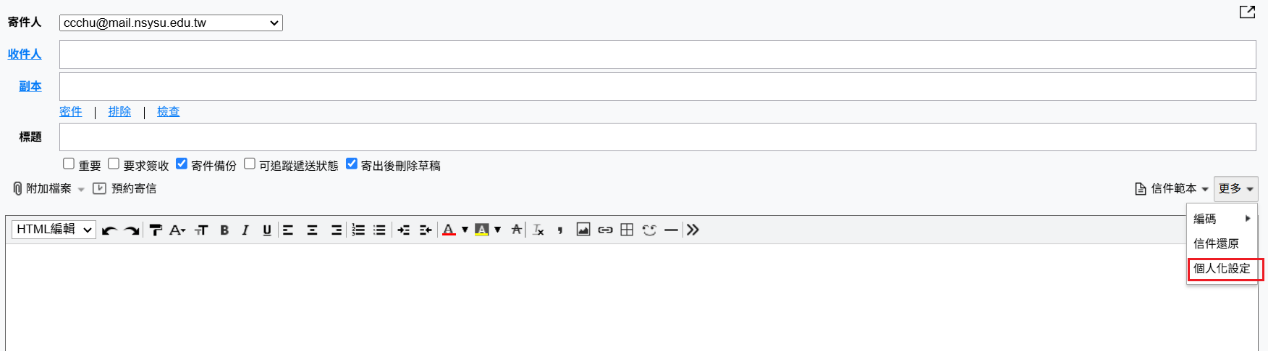 寄件人 ccchu@mail.nsysu.edu.tw
收件人
副本
密件 | 排除 | 檢查
標題
重要 要求簽收 寄件備份 可追蹤遞送狀態 寄出後刪除草稿
附加檔案 預約寄信 信件範本 更多
HTML編輯
編碼
信件還原
個人化設定